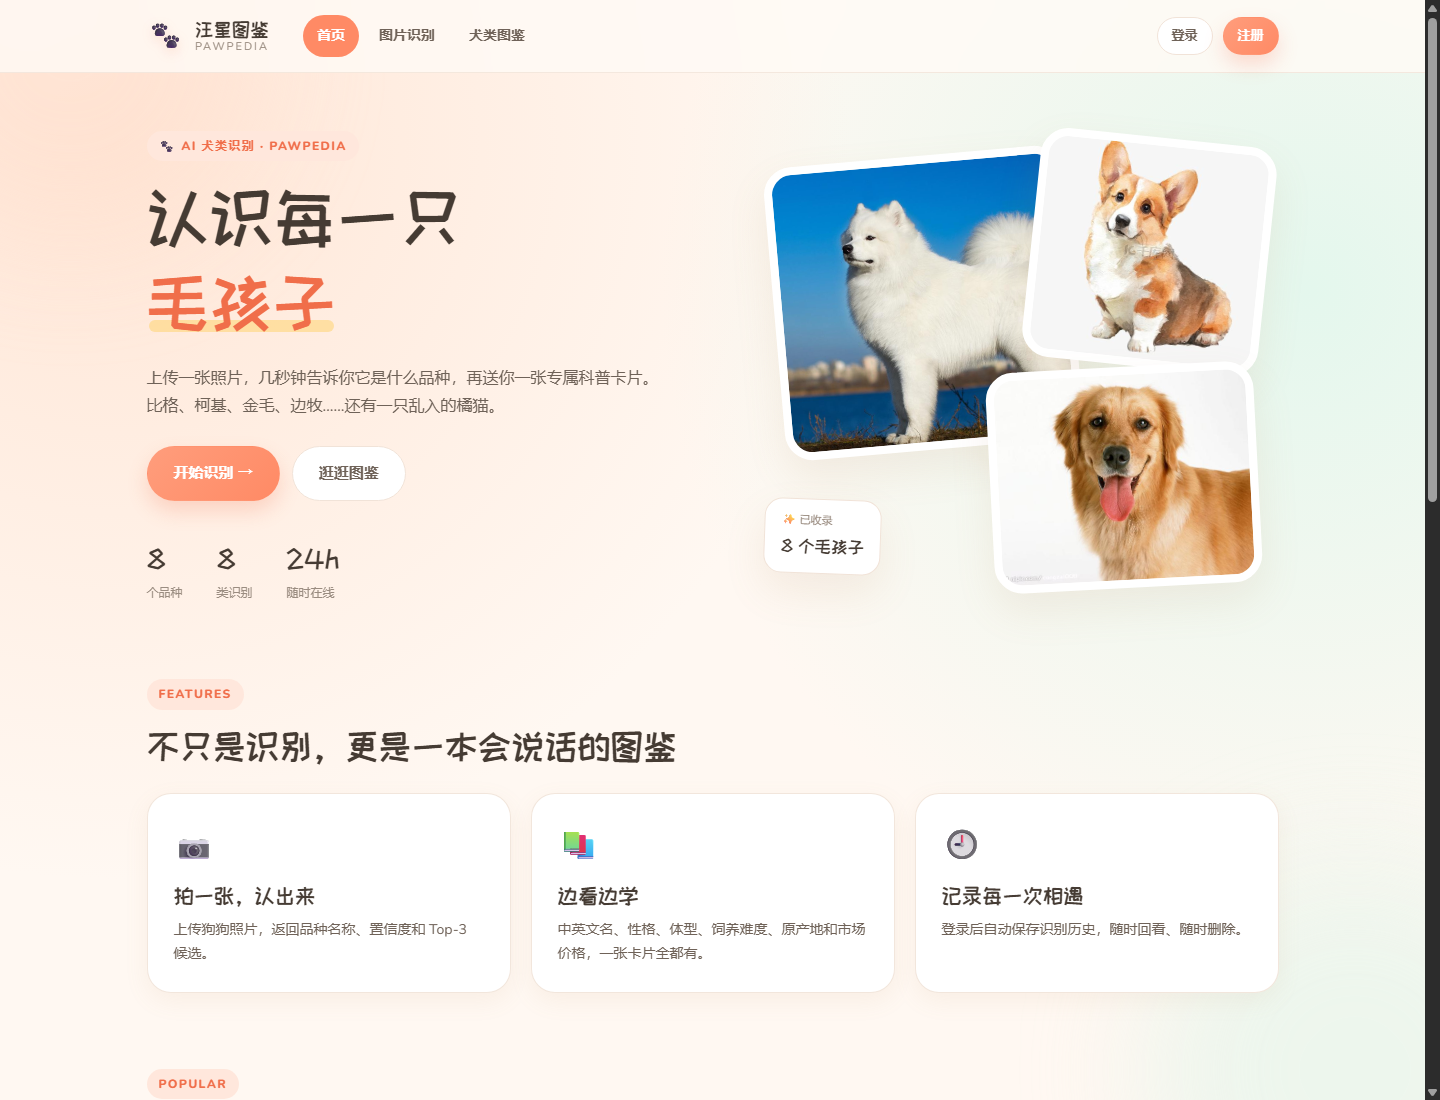 汪星图鉴
PAWPEDIA
首页
图片识别
犬类图鉴
登录
注册
AI 犬类识别 · PAWPEDIA
认识每一只
毛孩子
上传一张照片，几秒钟告诉你它是什么品种，再送你一张专属科普卡片。
比格、柯基、金毛、边牧……还有一只乱入的橘猫。
开始识别 →
逛逛图鉴
8
个品种
8
类识别
24h
随时在线
已收录
8 个毛孩子
FEATURES
不只是识别，更是一本会说话的图鉴
拍一张，认出来
上传狗狗照片，返回品种名称、置信度和 Top-3
候选。
边看边学
中英文名、性格、体型、饲养难度、原产地和市场
价格，一张卡片全都有。
记录每一次相遇
登录后自动保存识别历史，随时回看、随时删除。
POPULAR